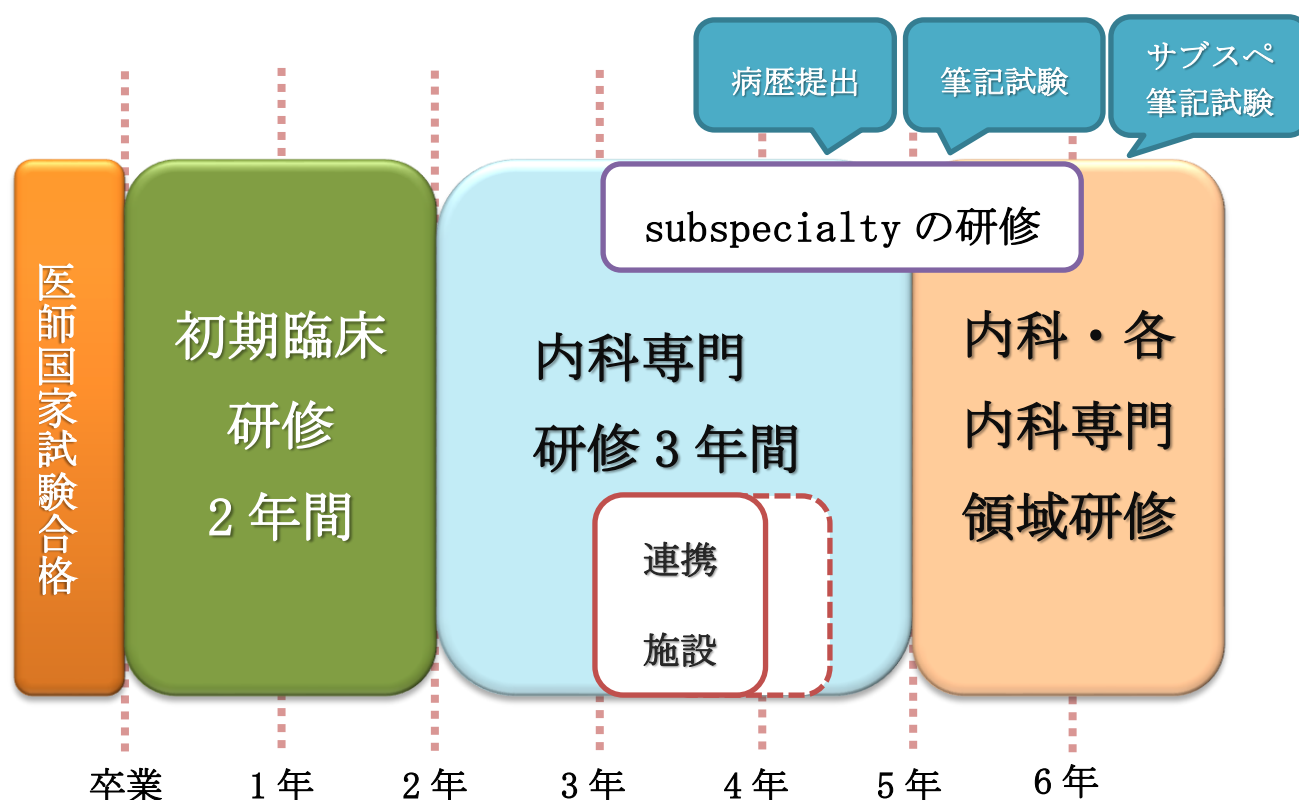 病歴提出
筆記試験
サブスペ
筆記試験
医師国家試験合格
初期臨床
研修
2 年間
subspecialty の研修
内科専門
研修 3 年間
連携
施設
内科・各
内科専門
領域研修
卒業
1 年
2 年
3 年
4 年
5 年
6 年